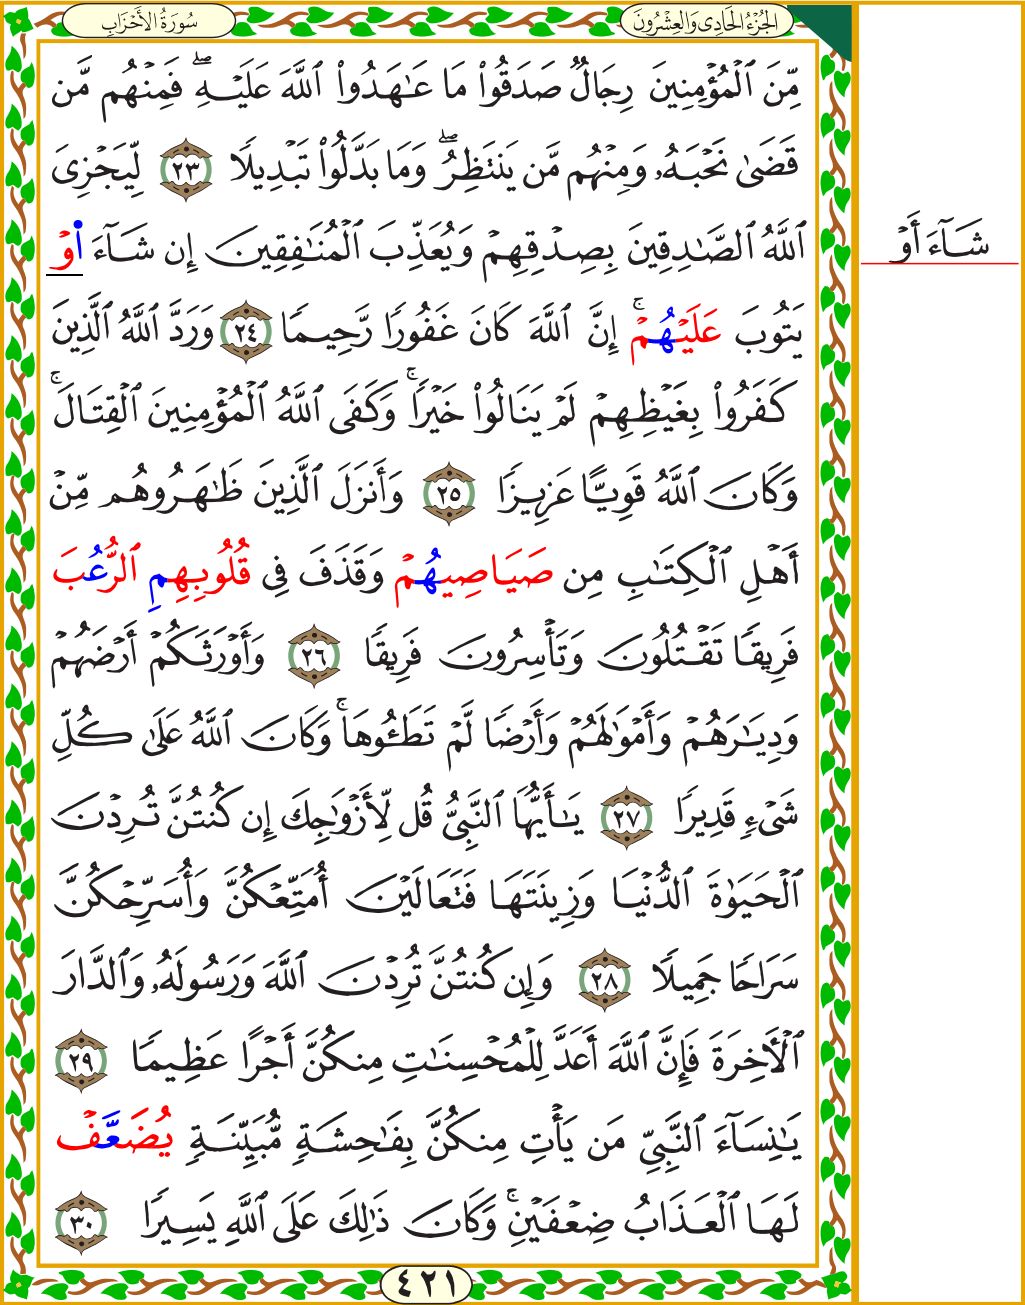 الجُزْءُ الحَادِي وَالعِشْرُونَ
سُورَةُ الأَحْزَابِ
مِّنَ ٱلْمُؤْمِنِينَ رِجَالٌ صَدَقُوا۟ مَا عَٰهَدُوا۟ ٱللَّهَ عَلَيْهِ ۖ فَمِنْهُم مَّن
قَضَىٰ نَحْبَهُۥ وَمِنْهُم مَّن يَنتَظِرُ ۖ وَمَا بَدَّلُوا۟ تَبْدِيلًا ٢٣ لِّيَجْزِىَ
ٱللَّهُ ٱلصَّٰدِقِينَ بِصِدْقِهِمْ وَيُعَذِّبَ ٱلْمُنَٰفِقِينَ إِن شَآءَ اَوْ
يَتُوبَ عَلَيْهُمْ ۚ إِنَّ ٱللَّهَ كَانَ غَفُورًا رَّحِيمًا ٢٤ وَرَدَّ ٱللَّهُ ٱلَّذِينَ
كَفَرُوا۟ بِغَيْظِهِمْ لَمْ يَنَالُوا۟ خَيْرًا ۚ وَكَفَى ٱللَّهُ ٱلْمُؤْمِنِينَ ٱلْقِتَالَ ۚ
وَكَانَ ٱللَّهُ قَوِيًّا عَزِيزًا ٢٥ وَأَنزَلَ ٱلَّذِينَ ظَٰهَرُوهُم مِّنْ
أَهْلِ ٱلْكِتَٰبِ مِن صَيَاصِيهُمْ وَقَذَفَ فِى قُلُوبِهِمِ ٱلرُّعُبَ
فَرِيقًا تَقْتُلُونَ وَتَأْسِرُونَ فَرِيقًا ٢٦ وَأَوْرَثَكُمْ أَرْضَهُمْ
وَدِيَٰرَهُمْ وَأَمْوَٰلَهُمْ وَأَرْضًا لَّمْ تَطَـُٔوهَا ۚ وَكَانَ ٱللَّهُ عَلَىٰ كُلِّ
شَىْءٍ قَدِيرًا ٢٧ يَٰٓأَيُّهَا ٱلنَّبِىُّ قُل لِّأَزْوَٰجِكَ إِن كُنتُنَّ تُرِدْنَ
ٱلْحَيَوٰةَ ٱلدُّنْيَا وَزِينَتَهَا فَتَعَالَيْنَ أُمَتِّعْكُنَّ وَأُسَرِّحْكُنَّ
سَرَاحًا جَمِيلًا ٢٨ وَإِن كُنتُنَّ تُرِدْنَ ٱللَّهَ وَرَسُولَهُۥ وَٱلدَّارَ
ٱلْأَخِرَةَ فَإِنَّ ٱللَّهَ أَعَدَّ لِلْمُحْسِنَٰتِ مِنكُنَّ أَجْرًا عَظِيمًا ٢٩
يَٰنِسَآءَ ٱلنَّبِىِّ مَن يَأْتِ مِنكُنَّ بِفَٰحِشَةٍ مُّبَيِّنَةٍ يُضَعَّفْ
لَهَا ٱلْعَذَابُ ضِعْفَيْنِ ۚ وَكَانَ ذَٰلِكَ عَلَى ٱللَّهِ يَسِيرًا ٣٠
٤٢١
شَآءَ أَوْ